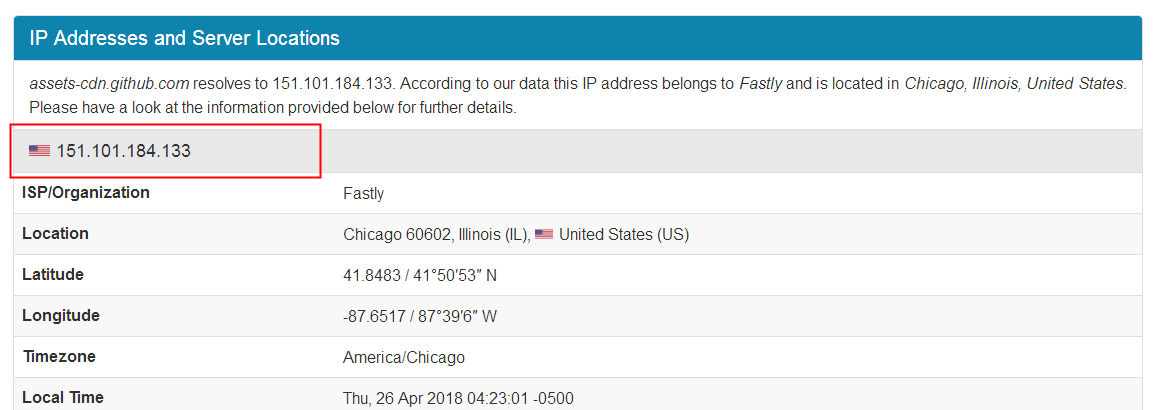 IP Addresses and Server Locations
assets-cdn.github.com resolves to 151.101.184.133. According to our data this IP address belongs to Fastly and is located in Chicago, Illinois, United States.
Please have a look at the information provided below for further details.
151.101.184.133
ISP/Organization Fastly
Location Chicago 60602, Illinois (IL), United States (US)
Latitude 41.8483 / 41°50′53″ N
Longitude -87.6517 / 87°39′6″ W
Timezone America/Chicago
Local Time Thu, 26 Apr 2018 04:23:01 -0500